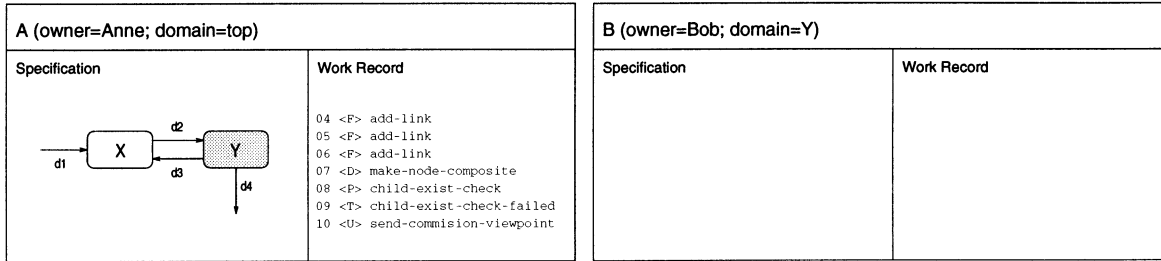 A (owner=Anne; domain=top)
Specification
Work Record
d1
X
d2
d3
Y
d4
04 <F> add-link
05 <F> add-link
06 <F> add-link
07 <D> make-node-composite
08 <P> child-exist-check
09 <T> child-exist-check-failed
10 <U> send-commision-viewpoint
B (owner=Bob; domain=Y)
Specification
Work Record